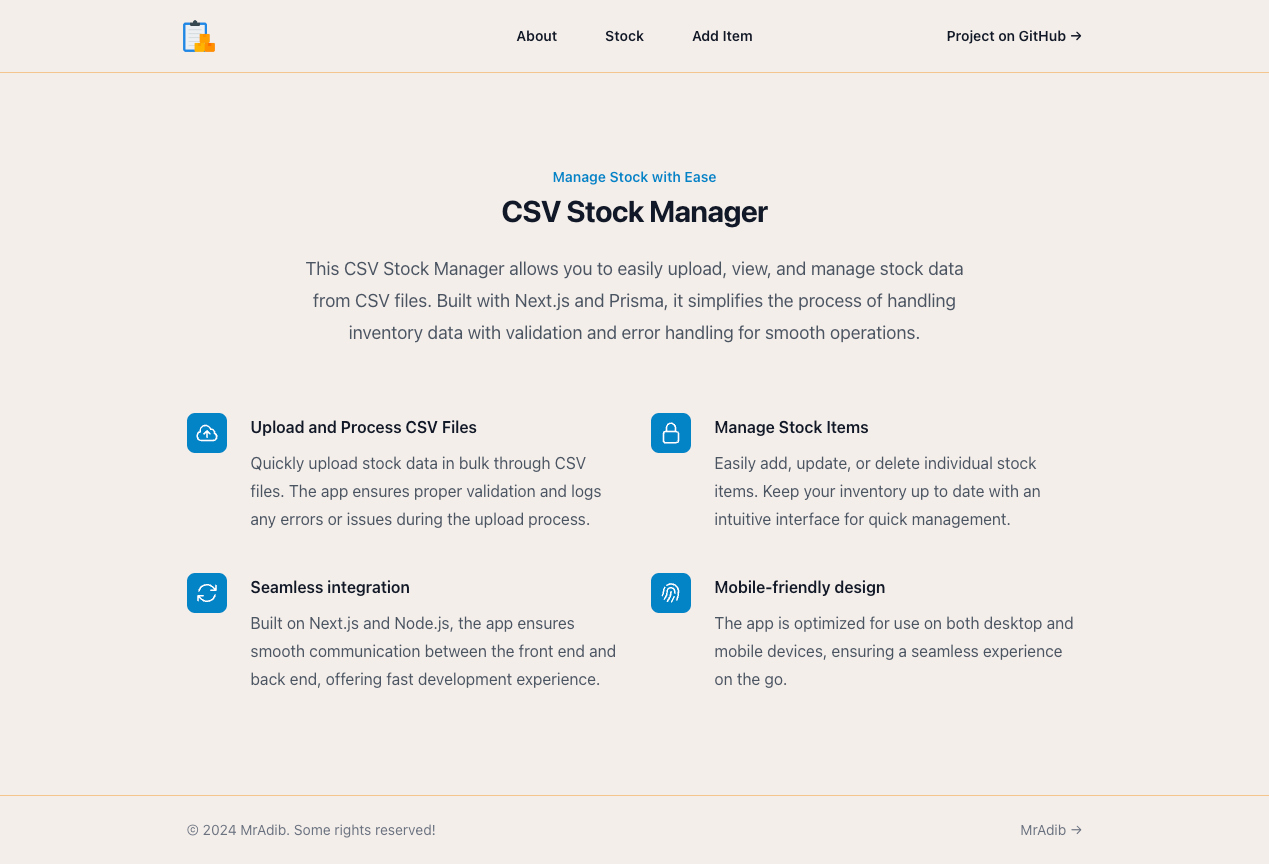 About
Stock
Add Item
Project on GitHub →
Manage Stock with Ease
CSV Stock Manager
This CSV Stock Manager allows you to easily upload, view, and manage stock data
from CSV files. Built with Next.js and Prisma, it simplifies the process of handling
inventory data with validation and error handling for smooth operations.
Upload and Process CSV Files
Quickly upload stock data in bulk through CSV
files. The app ensures proper validation and logs
any errors or issues during the upload process.
Manage Stock Items
Easily add, update, or delete individual stock
items. Keep your inventory up to date with an
intuitive interface for quick management.
Seamless integration
Built on Next.js and Node.js, the app ensures
smooth communication between the front end and
back end, offering fast development experience.
Mobile-friendly design
The app is optimized for use on both desktop and
mobile devices, ensuring a seamless experience
on the go.
© 2024 MrAdib. Some rights reserved!
MrAdib →